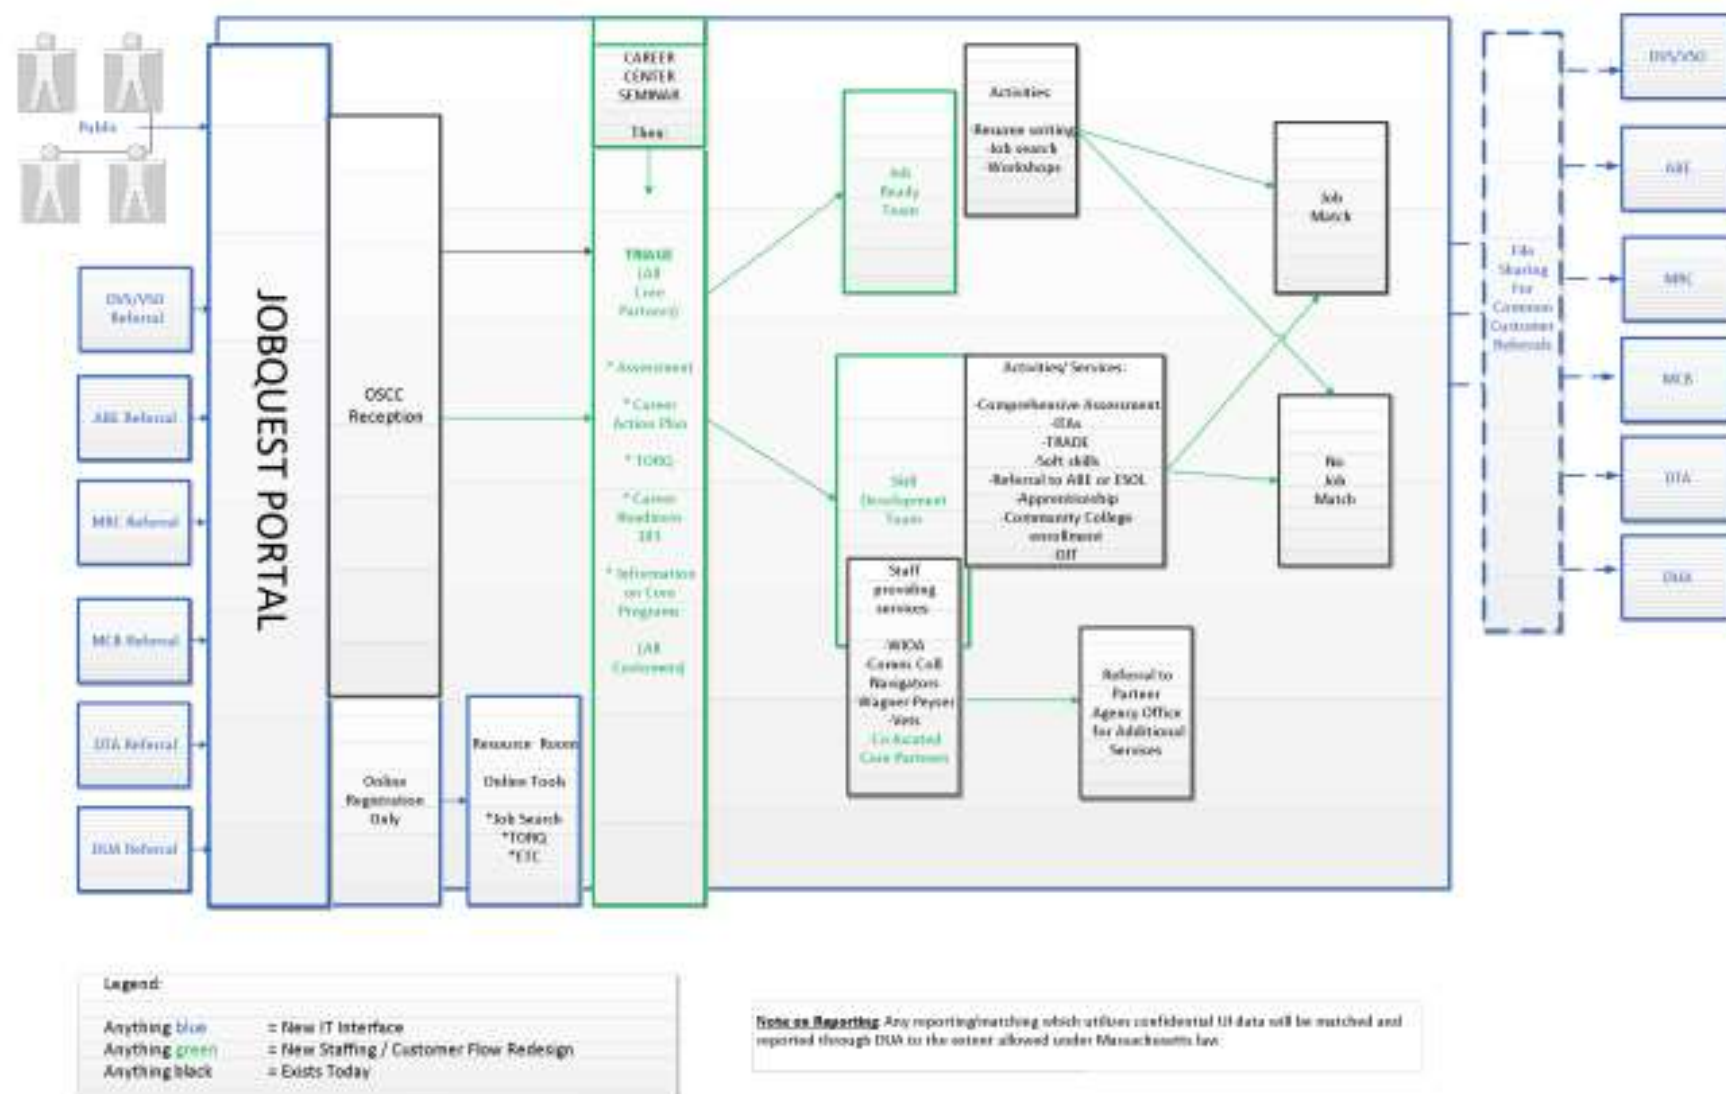 Public
DVS/VSO
Referral
ABE Referral
MRC Referral
MCB Referral
DTA Referral
DUA Referral
JOBQUEST PORTAL
OSCC
Reception
Online
Registration
Only
Resource Room
Online Tools
*Job Search
*TORQ
*ETC
CAREER
CENTER
SEMINAR
Then
TRIAGE
(All
Core
Partners)
* Assessment
* Career
Action Plan
* TORQ
* Career
Readiness
101
* Information
on Core
Programs
(All
Customers)
Job
Ready
Team
Activities
-Resume writing
-Job search
-Workshops
Skill
Development
Team
Activities/ Services:
-Comprehensive Assessment
-ITAs
-TRADE
-Soft skills
-Referral to ABE or ESOL
-Apprenticeship
-Community College
enrollment
-OJT
Staff
providing
services
-WIOA
-Comm Coll
Navigators
-Wagner Peyser
-Vets
-Co-located
Core Partners
Referral to
Partner
Agency Office
for Additional
Services
Job
Match
No
Job
Match
File
Sharing
For
Common
Customer
Referrals
DVS/VSO
ABE
MRC
MCB
DTA
DUA
Legend:
Anything blue = New IT Interface
Anything green = New Staffing / Customer Flow Redesign
Anything black = Exists Today
Note on Reporting: Any reporting/matching which utilizes confidential UI data will be matched and
reported through DUA to the extent allowed under Massachusetts law.